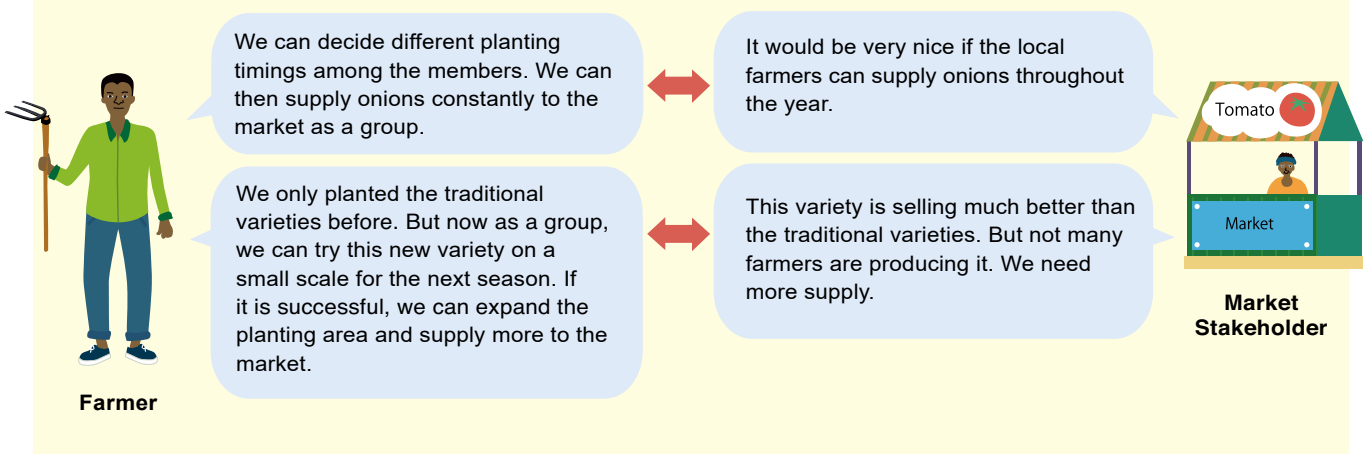 We can decide different planting
timings among the members. We can
then supply onions constantly to the
market as a group.
It would be very nice if the local
farmers can supply onions throughout
the year.
We only planted the traditional
varieties before. But now as a group,
we can try this new variety on a
small scale for the next season. If
it is successful, we can expand the
planting area and supply more to the
market.
This variety is selling much better than
the traditional varieties. But not many
farmers are producing it. We need
more supply.
Tomato
Market
Farmer
Market
Stakeholder